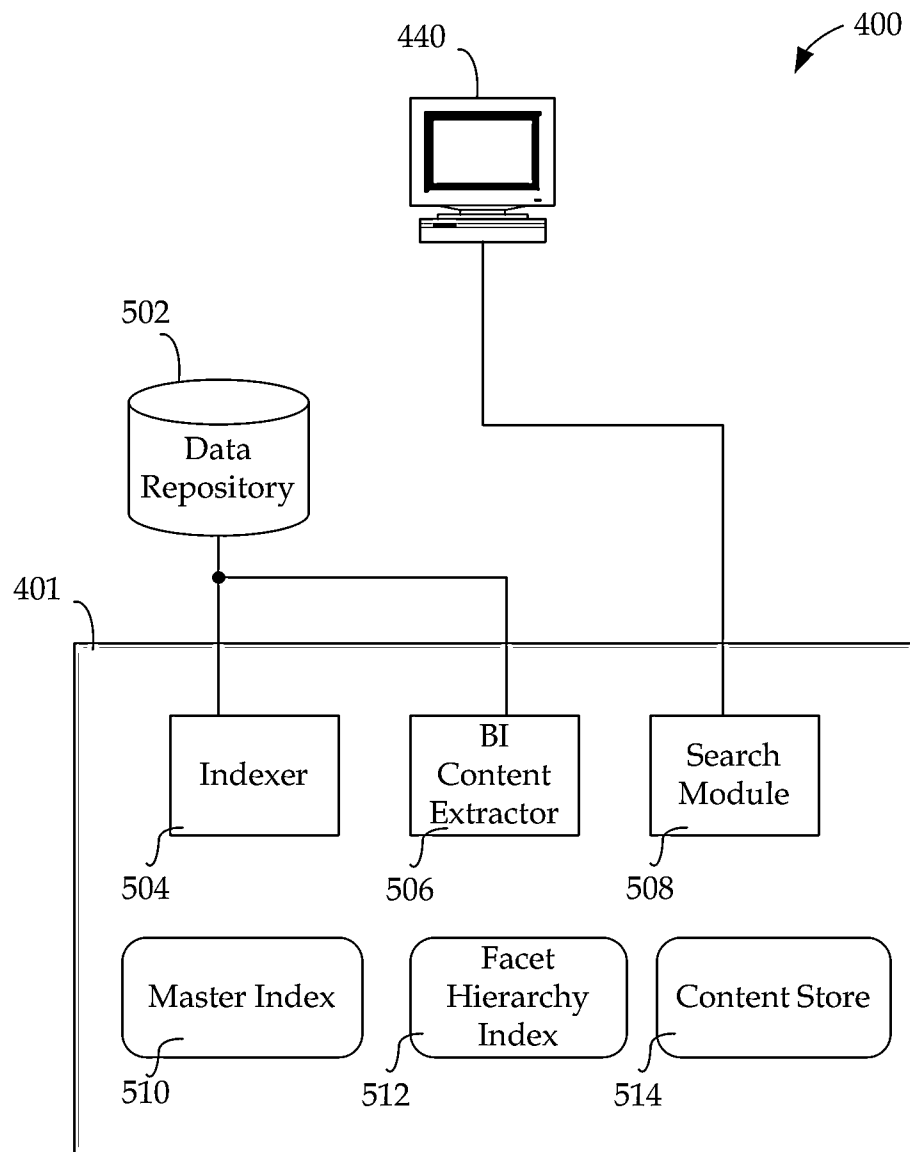 440
400
502
Data
Repository
401
Indexer
BI
Content
Extractor
Search
Module
504
506
508
Master Index
Facet
Hierarchy
Index
Content Store
510
512
514